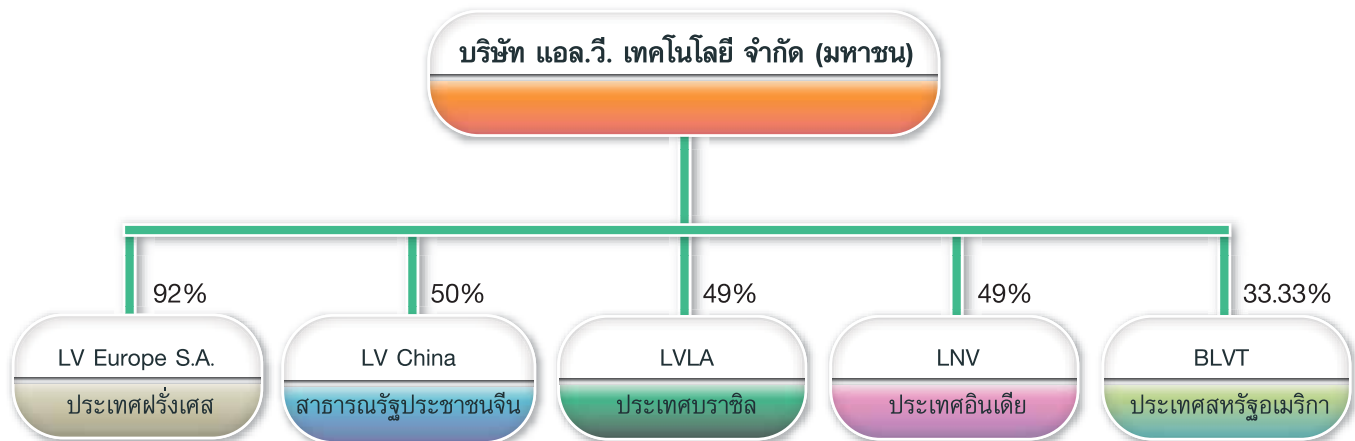 บริษัท แอล.วี. เทคโนโลยี จำกัด (มหาชน)
92%
50%
49%
49%
33.33%
LV Europe S.A.
LV China
LVLA
LNV
BLVT
ประเทศฝรั่งเศส
สาธารณรัฐประชาชนจีน
ประเทศบราซิล
ประเทศอินเดีย
ประเทศสหรัฐอเมริกา